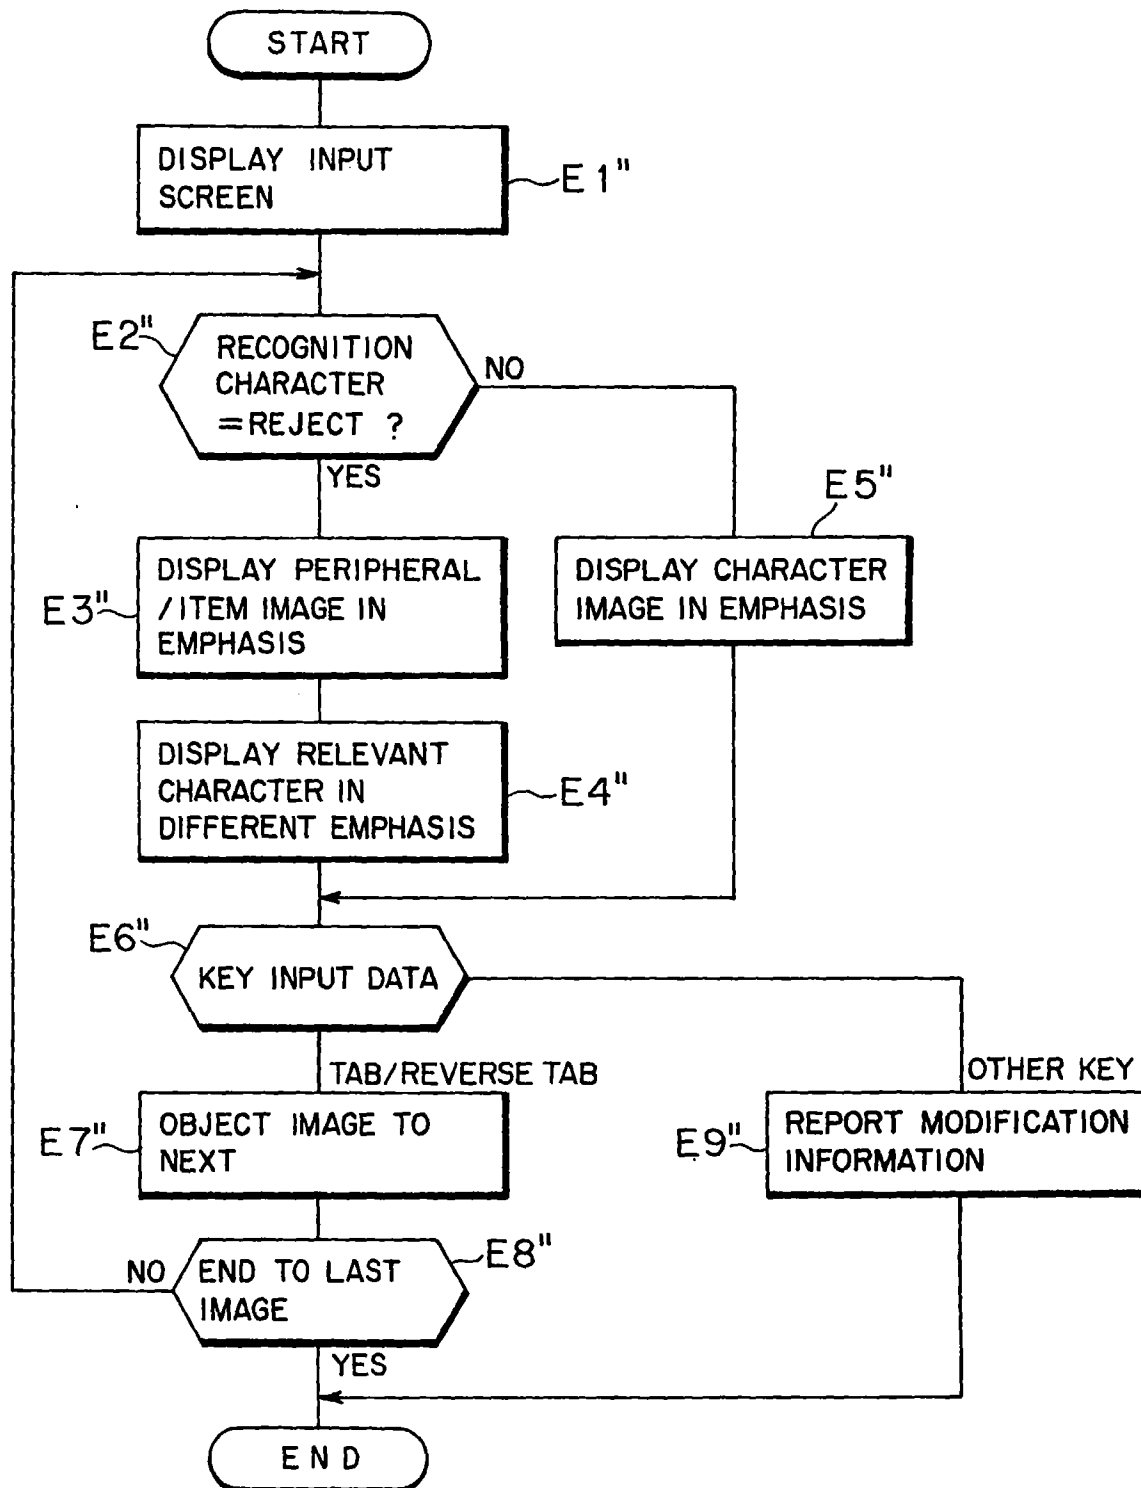 START
DISPLAY INPUT
SCREEN
E1"
E2"
RECOGNITION
CHARACTER
=REJECT ?
NO
YES
E5"
DISPLAY PERIPHERAL
/ITEM IMAGE IN
EMPHASIS
E3"
DISPLAY CHARACTER
IMAGE IN EMPHASIS
DISPLAY RELEVANT
CHARACTER IN
DIFFERENT EMPHASIS
E4"
E6"
KEY INPUT DATA
TAB/REVERSE TAB
OTHER KEY
E7"
OBJECT IMAGE TO
NEXT
E9"
REPORT MODIFICATION
INFORMATION
E8"
NO
END TO LAST
IMAGE
YES
END